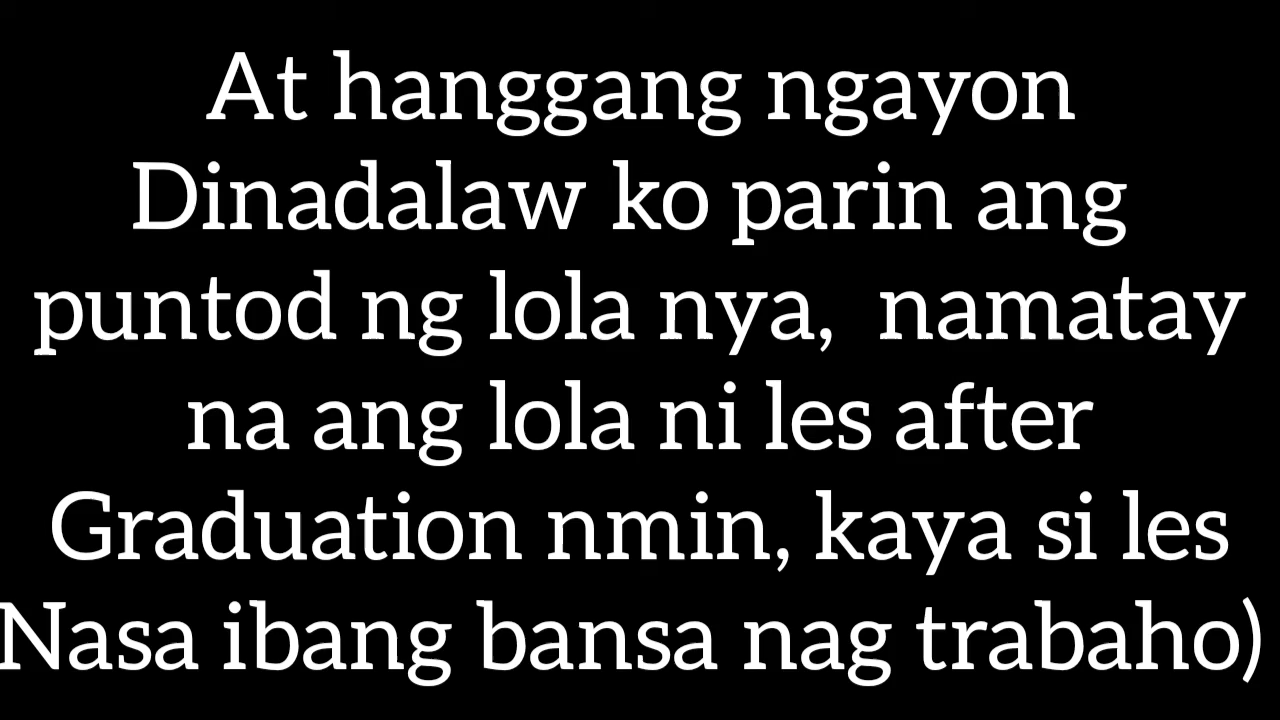 At hanggang ngayon
Dinadalaw ko parin ang
puntod ng lola nya,  namatay
na ang lola ni les after
Graduation nmin, kaya si les
Nasa ibang bansa nag trabaho)